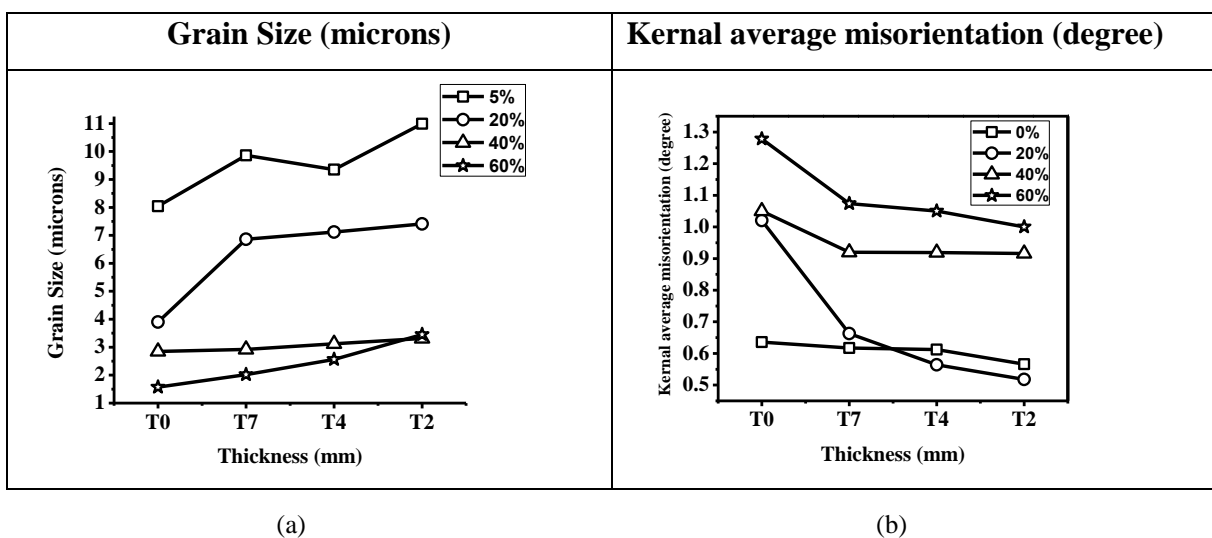 Grain Size (microns)
Kernal average misorientation (degree)
5%
20%
40%
60%
11
10
9
8
7
6
5
4
3
2
1
Grain Size (microns)
T0 T7 T4 T2
Thickness (mm)
0%
20%
40%
60%
1.3
1.2
1.1
1.0
0.9
0.8
0.7
0.6
0.5
Kernal average misorientation (degree)
T0 T7 T4 T2
Thickness (mm)
(a)
(b)